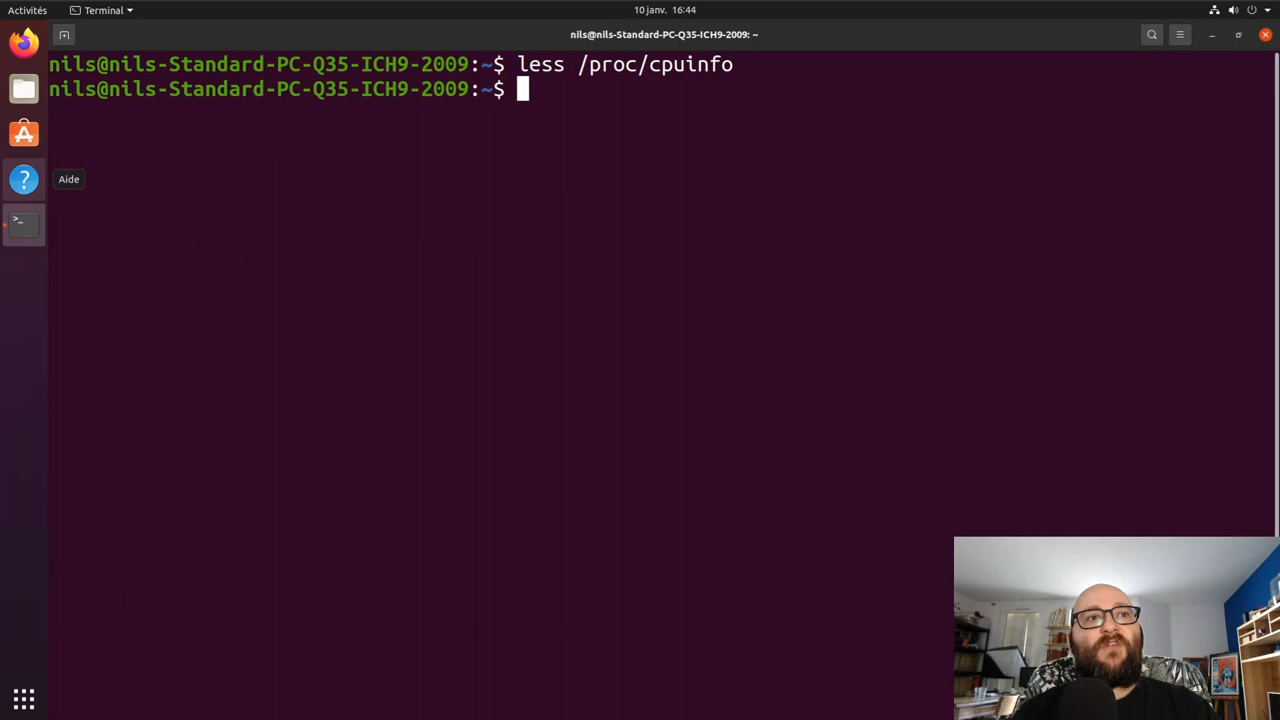 Activités
Terminal
10 janv. 16:44
nils@nils-Standard-PC-Q35-ICH9-2009: ~
nils@nils-Standard-PC-Q35-ICH9-2009:~$ less /proc/cpuinfo
nils@nils-Standard-PC-Q35-ICH9-2009:~$
Aide